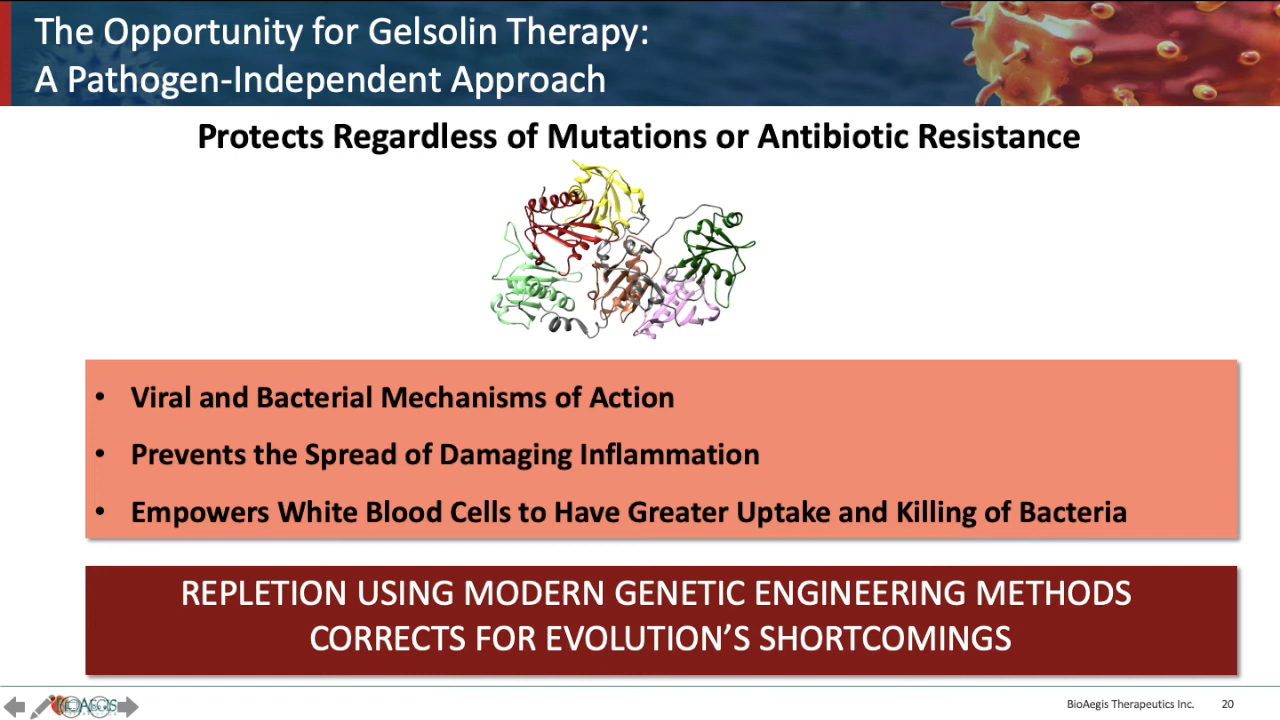 The Opportunity for Gelsolin Therapy:
A Pathogen-Independent Approach
Protects Regardless of Mutations or Antibiotic Resistance
• Viral and Bacterial Mechanisms of Action
• Prevents the Spread of Damaging Inflammation
• Empowers White Blood Cells to Have Greater Uptake and Killing of Bacteria
REPLETION USING MODERN GENETIC ENGINEERING METHODS
CORRECTS FOR EVOLUTION’S SHORTCOMINGS
BioAegis Therapeutics Inc. 20